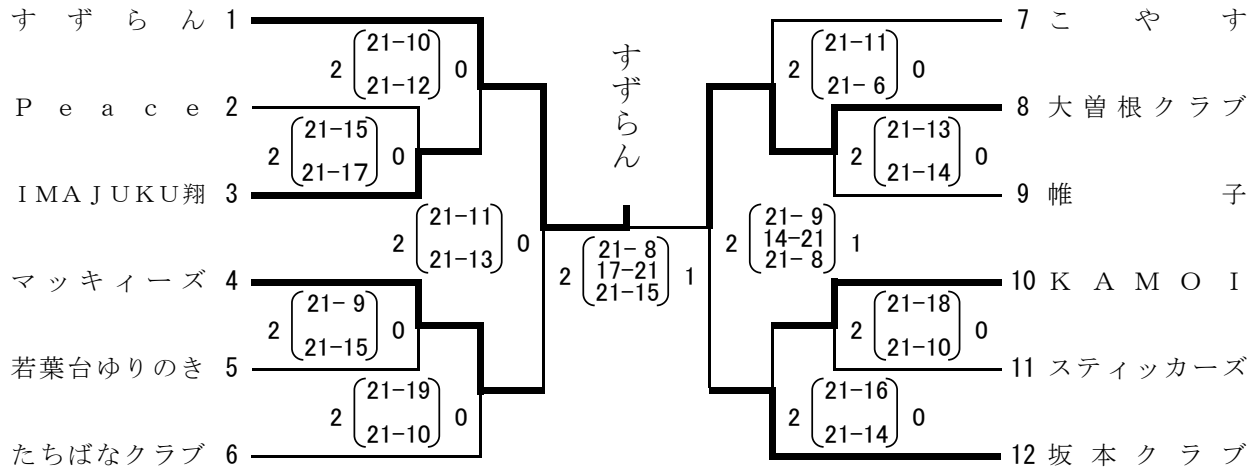 すずらん 1
2 (21-10 21-12) 0
Peace 2
2 (21-15 21-17) 0
IMAJUKU翔 3
2 (21-11 21-13) 0
マッキィーズ 4
2 (21-9 21-15) 0
若葉台ゆりのき 5
2 (21-19 21-10) 0
たちばなクラブ 6
すずらん
2 (21-8 17-21 21-15) 1
7 こやす
2 (21-11 21-6) 0
8 大曽根クラブ
2 (21-13 21-14) 0
9 帷子
2 (21-9 14-21 21-8) 1
10 KAMOI
2 (21-18 21-10) 0
11 スティッカーズ
2 (21-16 21-14) 0
12 坂本クラブ